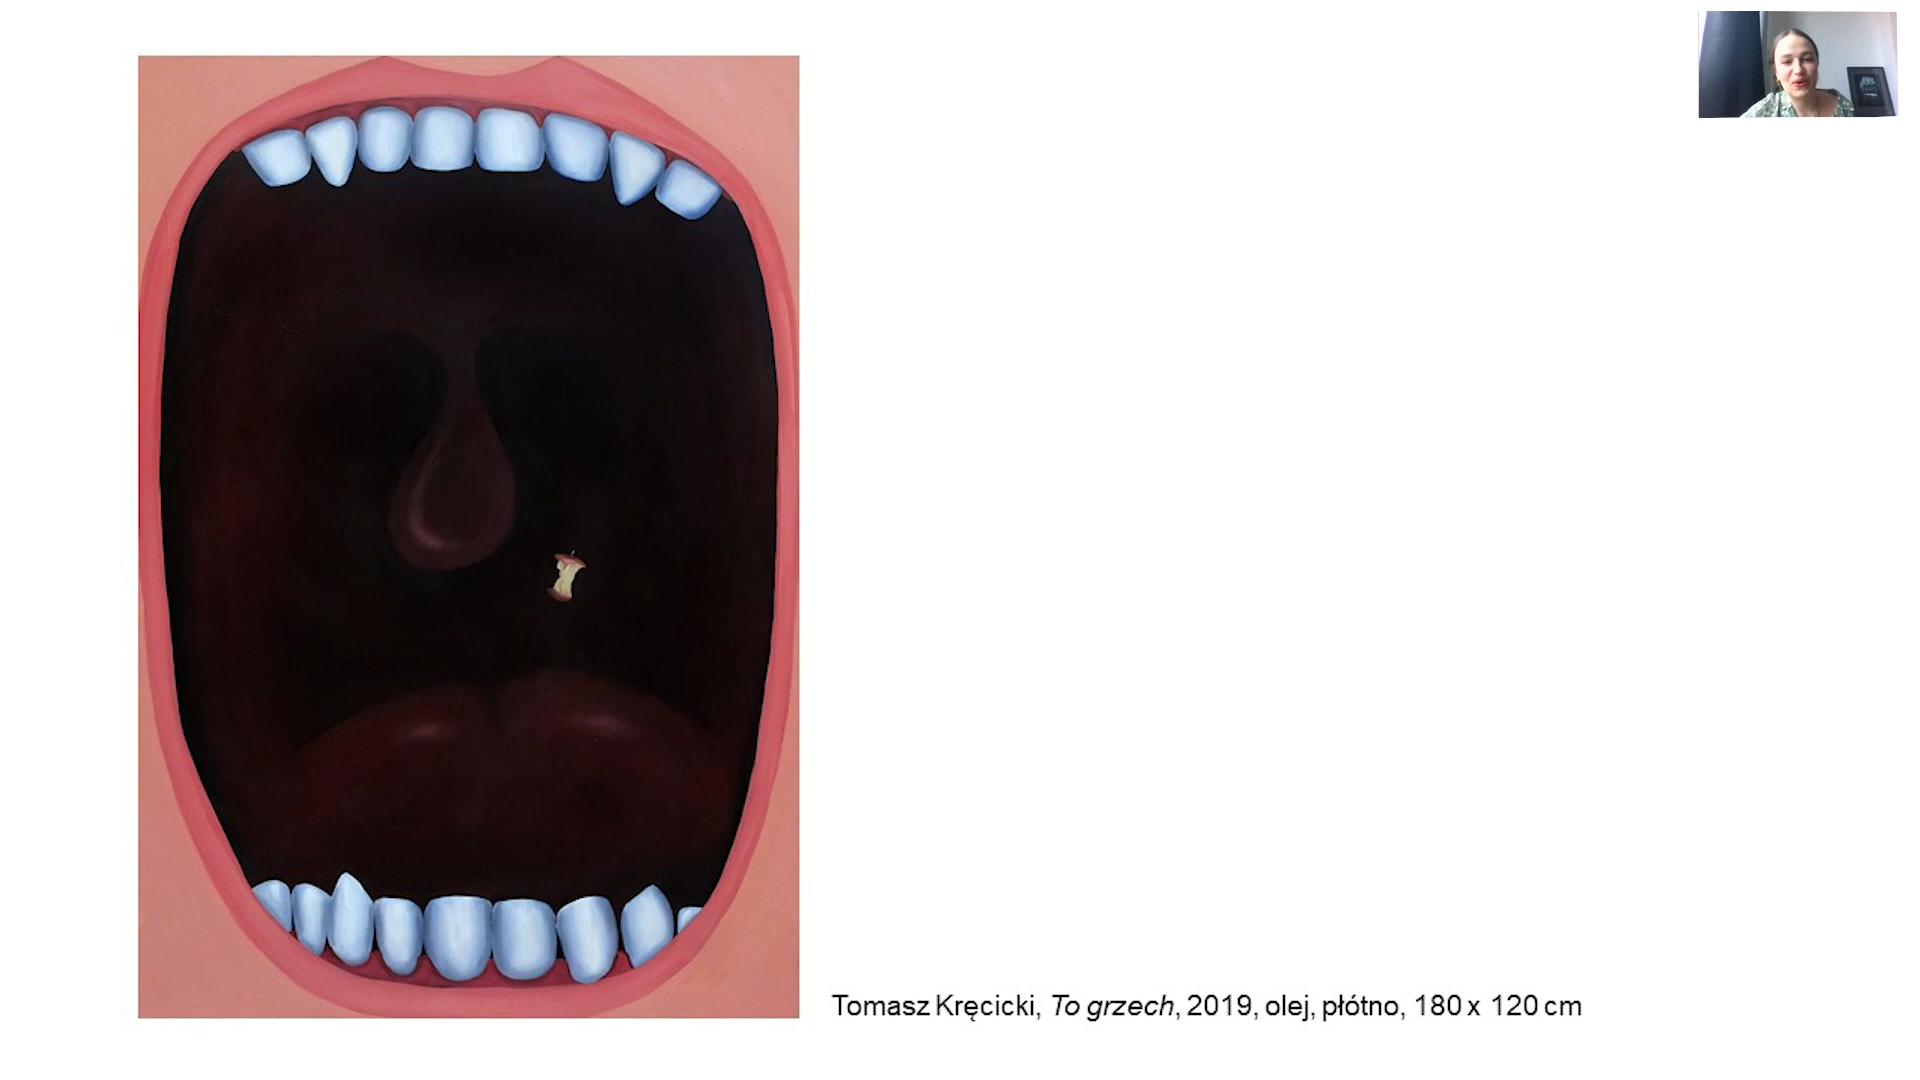 Tomasz Kręcicki, To grzech, 2019, olej, płótno, 180 x 120 cm